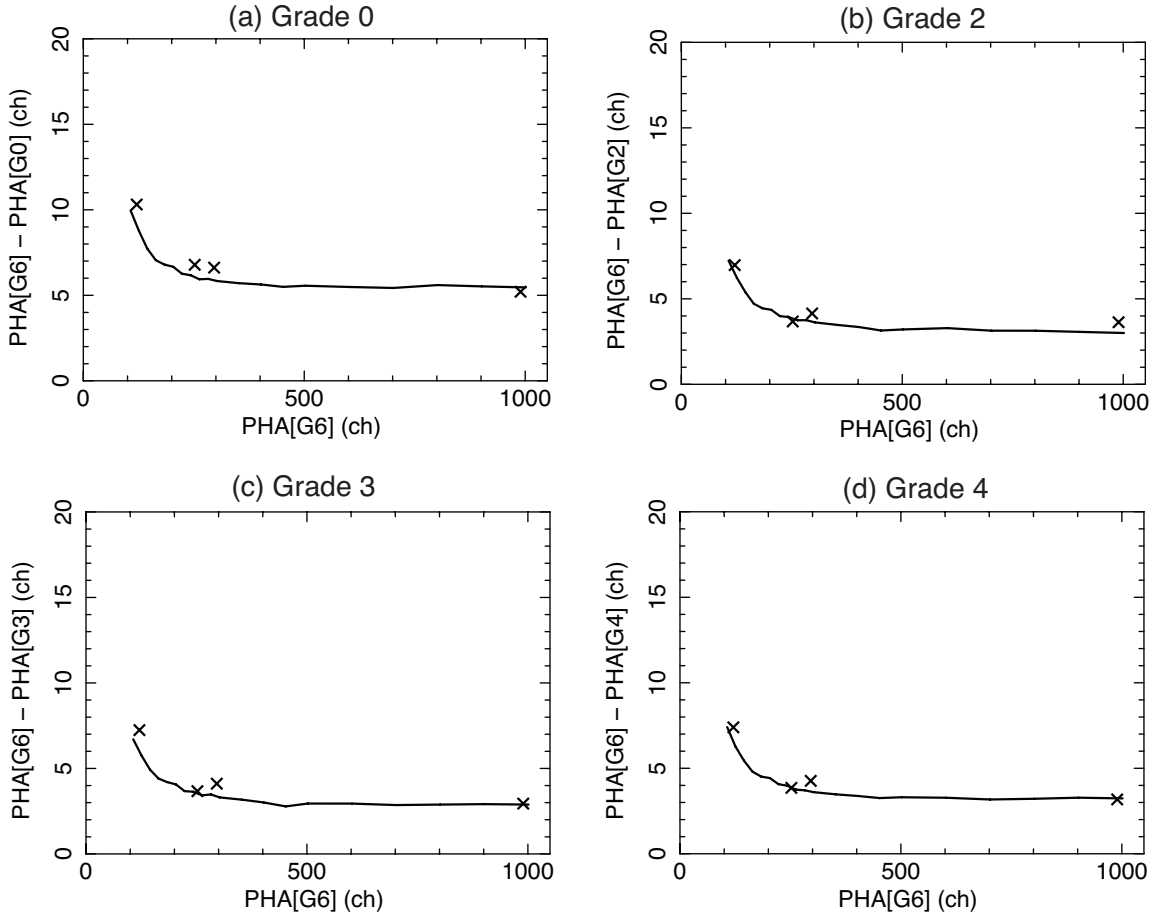 (a) Grade 0
20
15
10
5
0
PHA[G6] − PHA[G0] (ch)
0 500 1000
PHA[G6] (ch)
(b) Grade 2
20
15
10
5
0
PHA[G6] − PHA[G2] (ch)
0 500 1000
PHA[G6] (ch)
(c) Grade 3
20
15
10
5
0
PHA[G6] − PHA[G3] (ch)
0 500 1000
PHA[G6] (ch)
(d) Grade 4
20
15
10
5
0
PHA[G6] − PHA[G4] (ch)
0 500 1000
PHA[G6] (ch)